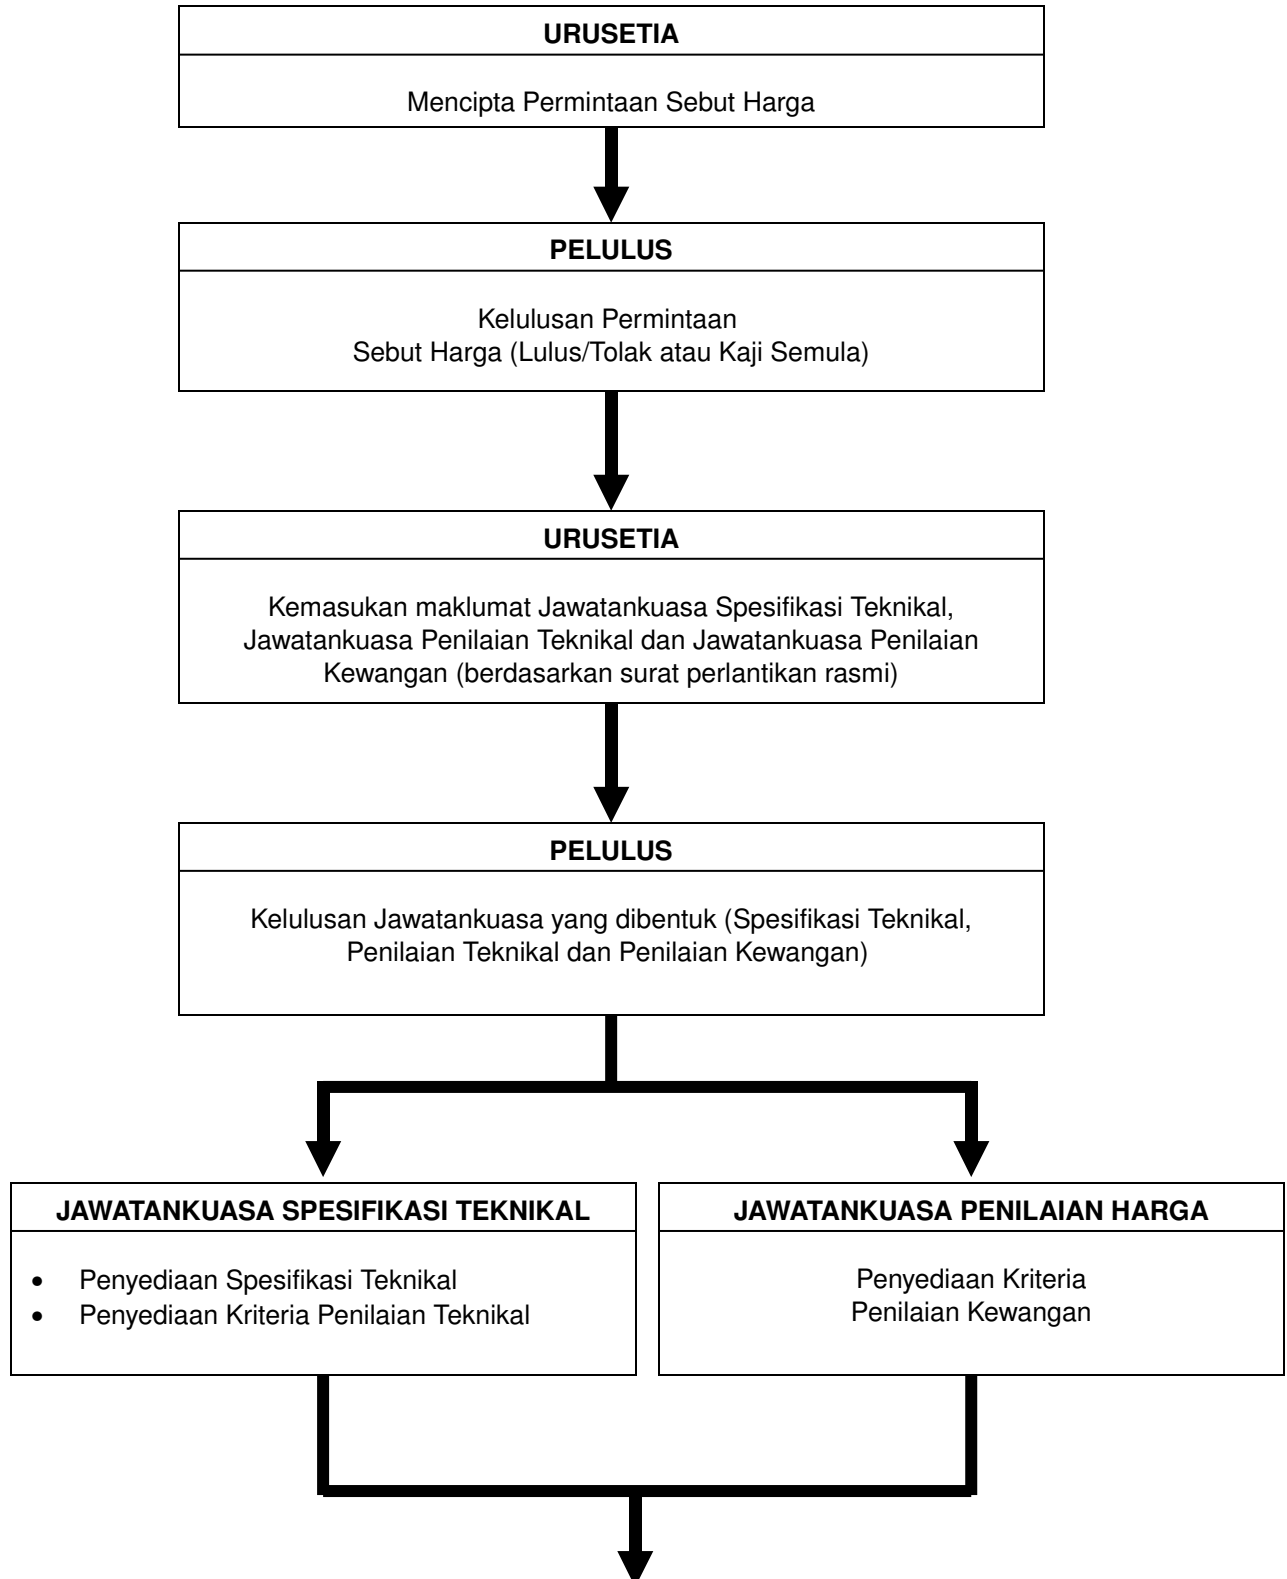 URUSETIA
Mencipta Permintaan Sebut Harga
PELULUS
Kelulusan Permintaan
Sebut Harga (Lulus/Tolak atau Kaji Semula)
URUSETIA
Kemasukan maklumat Jawatankuasa Spesifikasi Teknikal,
Jawatankuasa Penilaian Teknikal dan Jawatankuasa Penilaian
Kewangan (berdasarkan surat perlantikan rasmi)
PELULUS
Kelulusan Jawatankuasa yang dibentuk (Spesifikasi Teknikal,
Penilaian Teknikal dan Penilaian Kewangan)
JAWATANKUASA SPESIFIKASI TEKNIKAL
• Penyediaan Spesifikasi Teknikal
• Penyediaan Kriteria Penilaian Teknikal
JAWATANKUASA PENILAIAN HARGA
Penyediaan Kriteria
Penilaian Kewangan